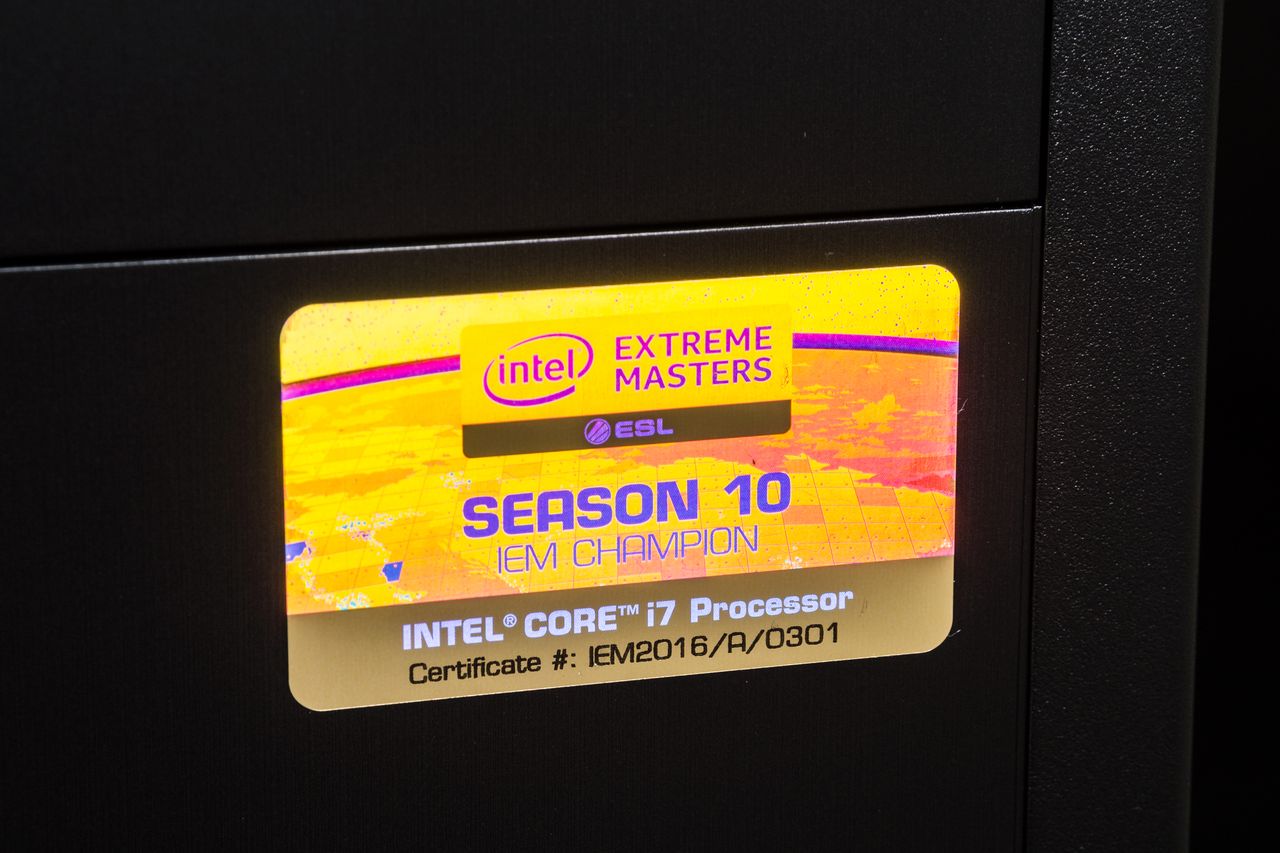 intel
EXTREME
MASTERS
ESL
SEASON 10
IEM CHAMPION
INTEL® CORE™ i7 Processor
Certificate #: IEM2016/A/0301